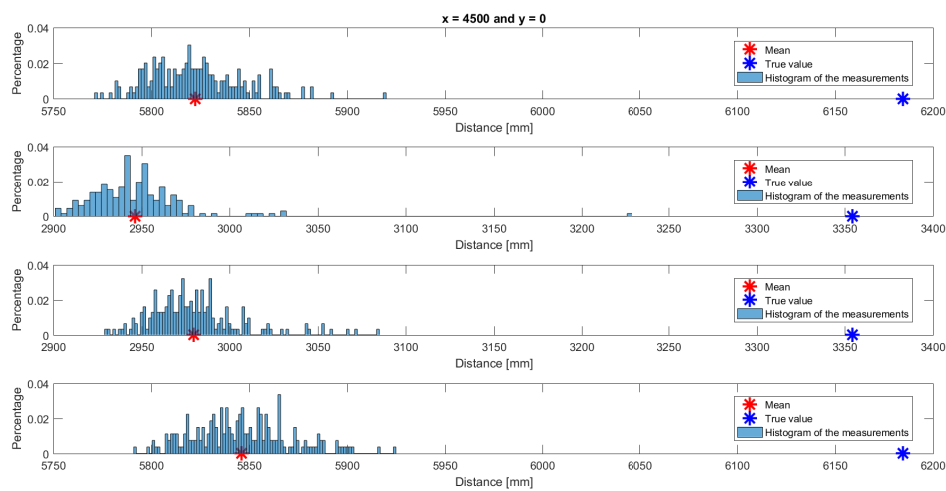 x = 4500 and y = 0
0.04
0.02
0
Percentage
5750 5800 5850 5900 5950 6000 6050 6100 6150 6200
Distance [mm]
Mean
True value
Histogram of the measurements
0.04
0.02
0
Percentage
2900 2950 3000 3050 3100 3150 3200 3250 3300 3350 3400
Distance [mm]
Mean
True value
Histogram of the measurements
0.04
0.02
0
Percentage
2900 2950 3000 3050 3100 3150 3200 3250 3300 3350 3400
Distance [mm]
Mean
True value
Histogram of the measurements
0.04
0.02
0
Percentage
5750 5800 5850 5900 5950 6000 6050 6100 6150 6200
Distance [mm]
Mean
True value
Histogram of the measurements